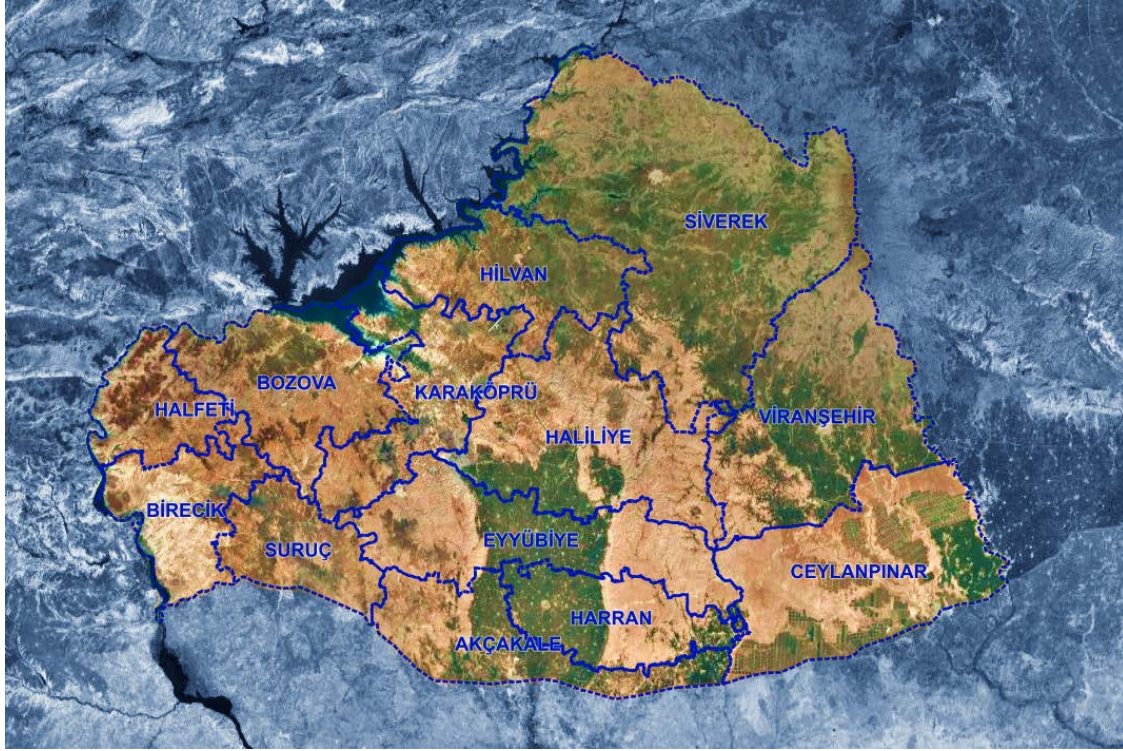 SİVEREK
HİLVAN
BOZOVA
KARAKÖPRÜ
HALFETİ
VİRANŞEHİR
HALİLİYE
BİRECİK
EYYÜBİYE
SURUÇ
CEYLANPINAR
HARRAN
AKÇAKALE